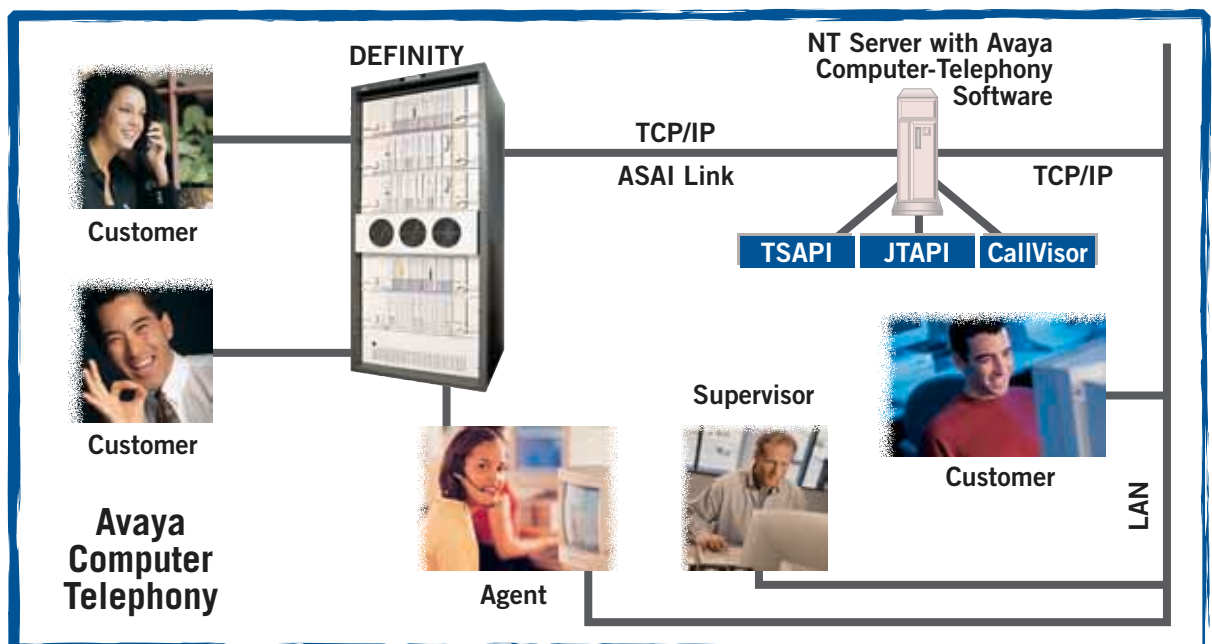 DEFINITY
NT Server with Avaya
Computer-Telephony
Software
TCP/IP
ASAI Link
TCP/IP
TSAPI
JTAPI
CallVisor
Customer
Customer
Supervisor
Customer
LAN
Agent
Avaya
Computer
Telephony